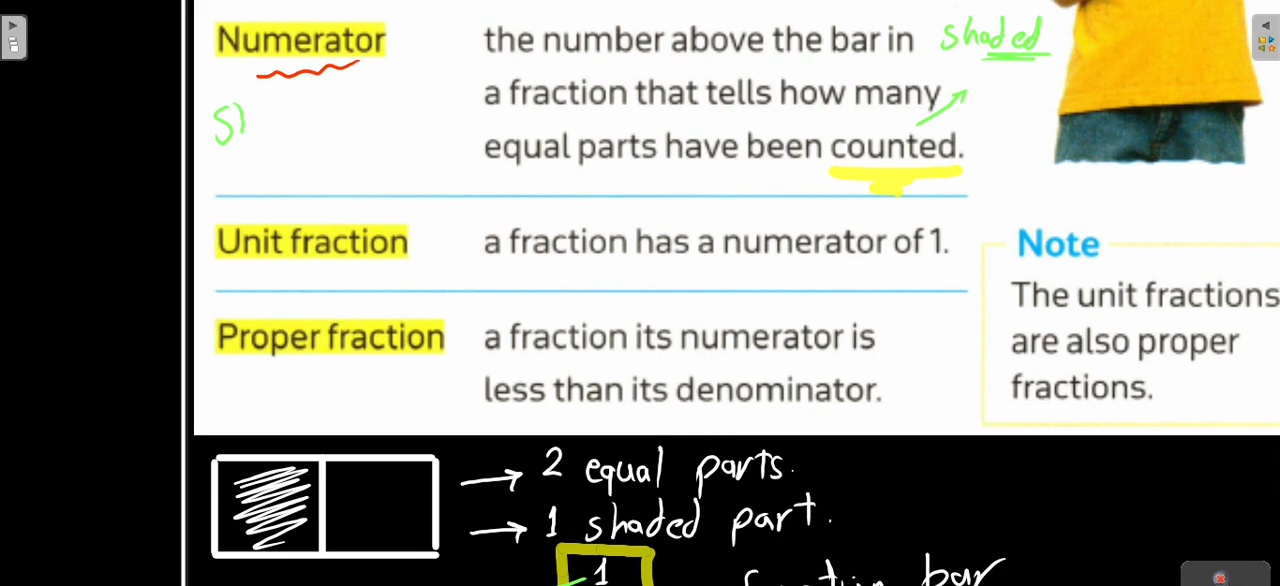 Numerator the number above the bar in shaded
a fraction that tells how many
equal parts have been counted.
Unit fraction a fraction has a numerator of 1.
Proper fraction a fraction its numerator is
less than its denominator.
Note
The unit fractions
are also proper
fractions.
→ 2 equal parts.
→ 1 shaded part.
1
bar